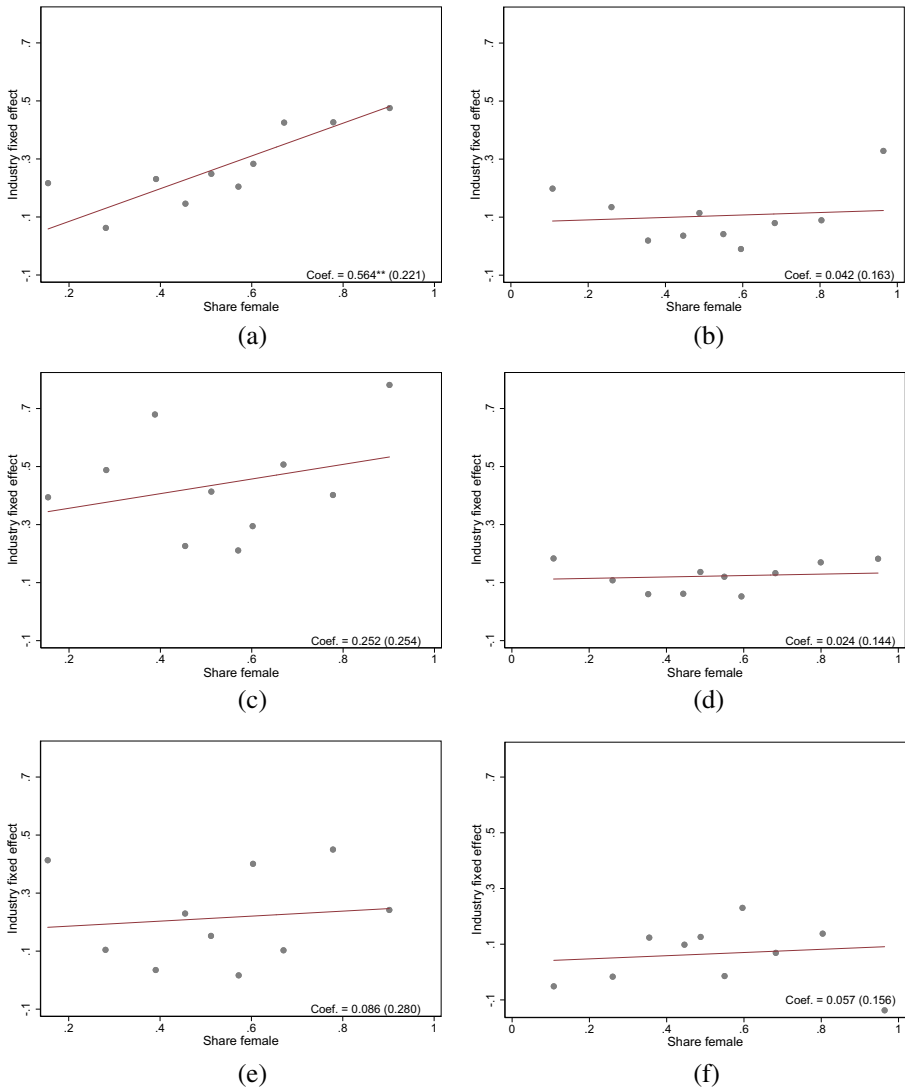 Industry fixed effect
.7
.5
.3
.1
-.1
Coef. = 0.564** (0.221)
.2 .4 .6 .8 1
Share female
(a)
Industry fixed effect
.7
.5
.3
.1
-.1
Coef. = 0.042 (0.163)
0 .2 .4 .6 .8 1
Share female
(b)
Industry fixed effect
.7
.5
.3
.1
-.1
Coef. = 0.252 (0.254)
.2 .4 .6 .8 1
Share female
(c)
Industry fixed effect
.7
.5
.3
.1
-.1
Coef. = 0.024 (0.144)
0 .2 .4 .6 .8 1
Share female
(d)
Industry fixed effect
.7
.5
.3
.1
-.1
Coef. = 0.086 (0.280)
.2 .4 .6 .8 1
Share female
(e)
Industry fixed effect
.7
.5
.3
.1
-.1
Coef. = 0.057 (0.156)
0 .2 .4 .6 .8 1
Share female
(f)